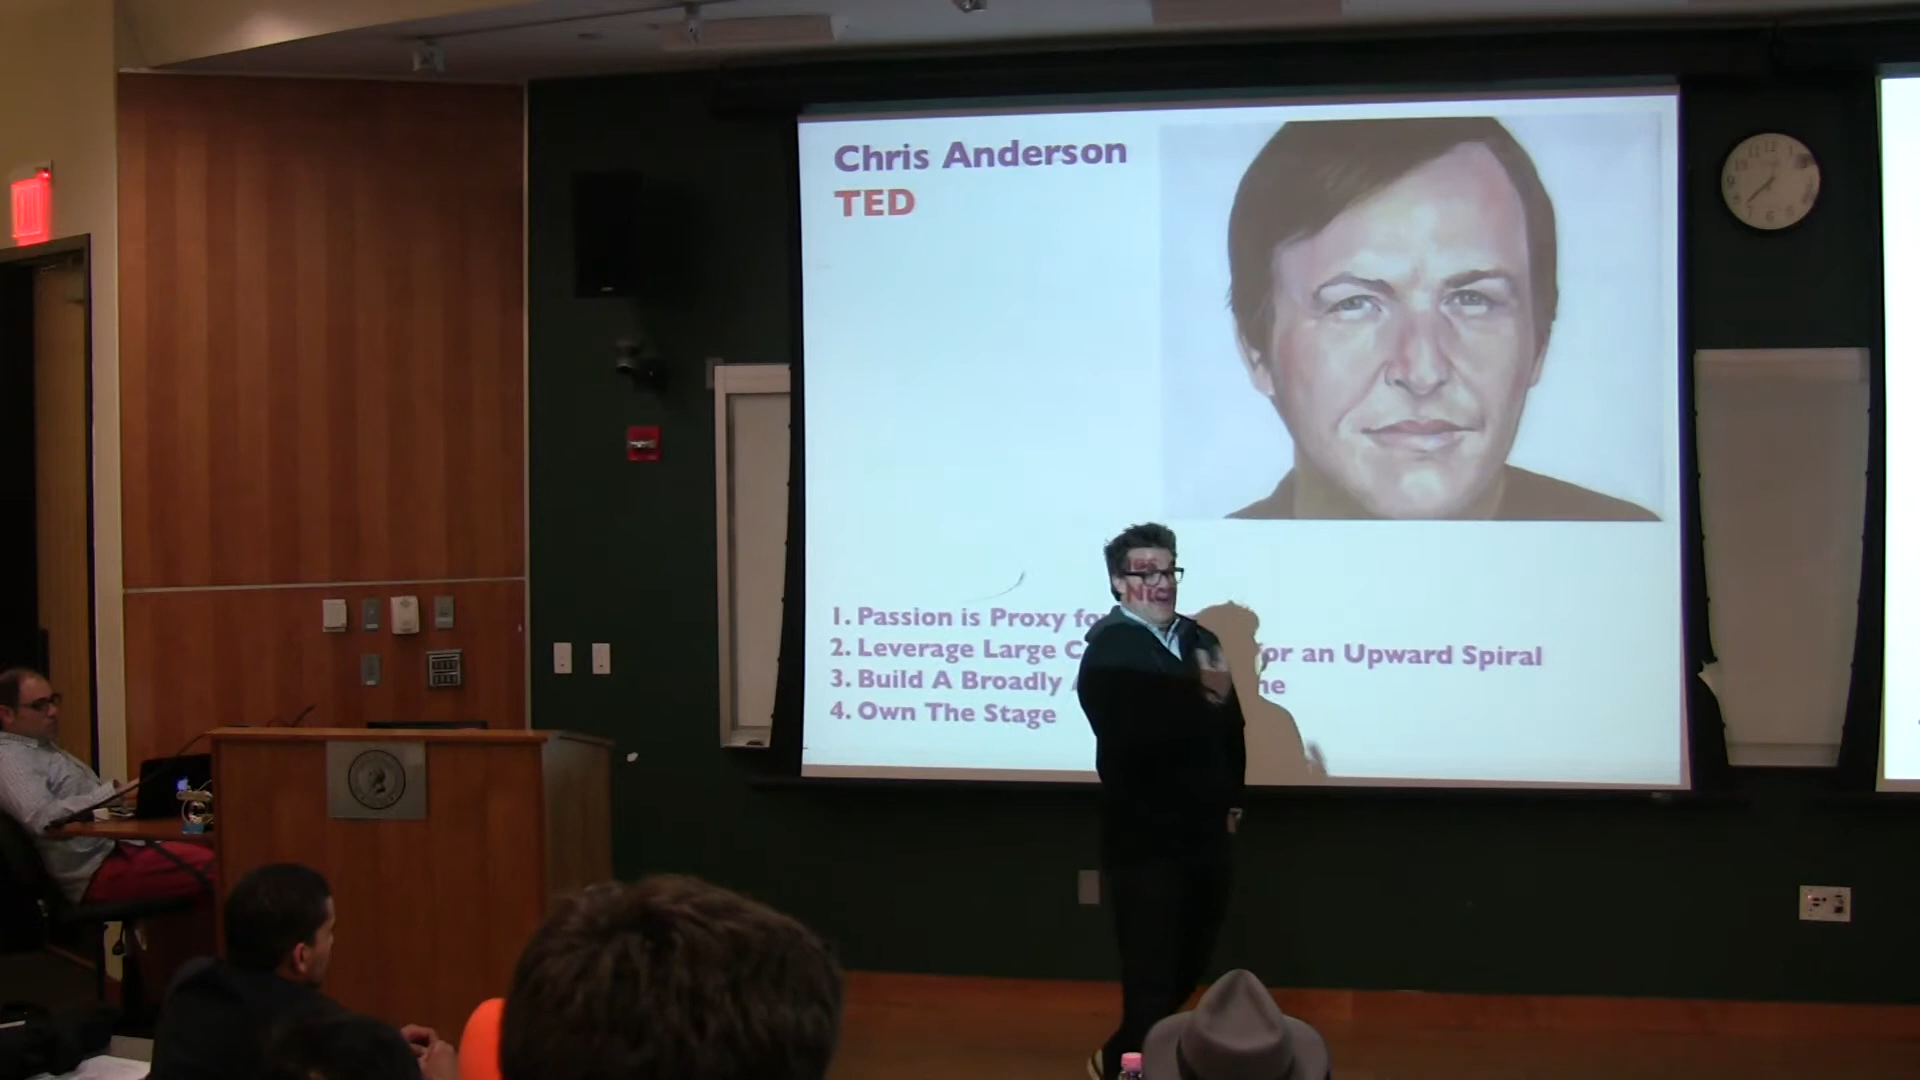 Chris Anderson
TED
1. Passion is Proxy fo
2. Leverage Large C for an Upward Spiral
3. Build A Broadly he
4. Own The Stage